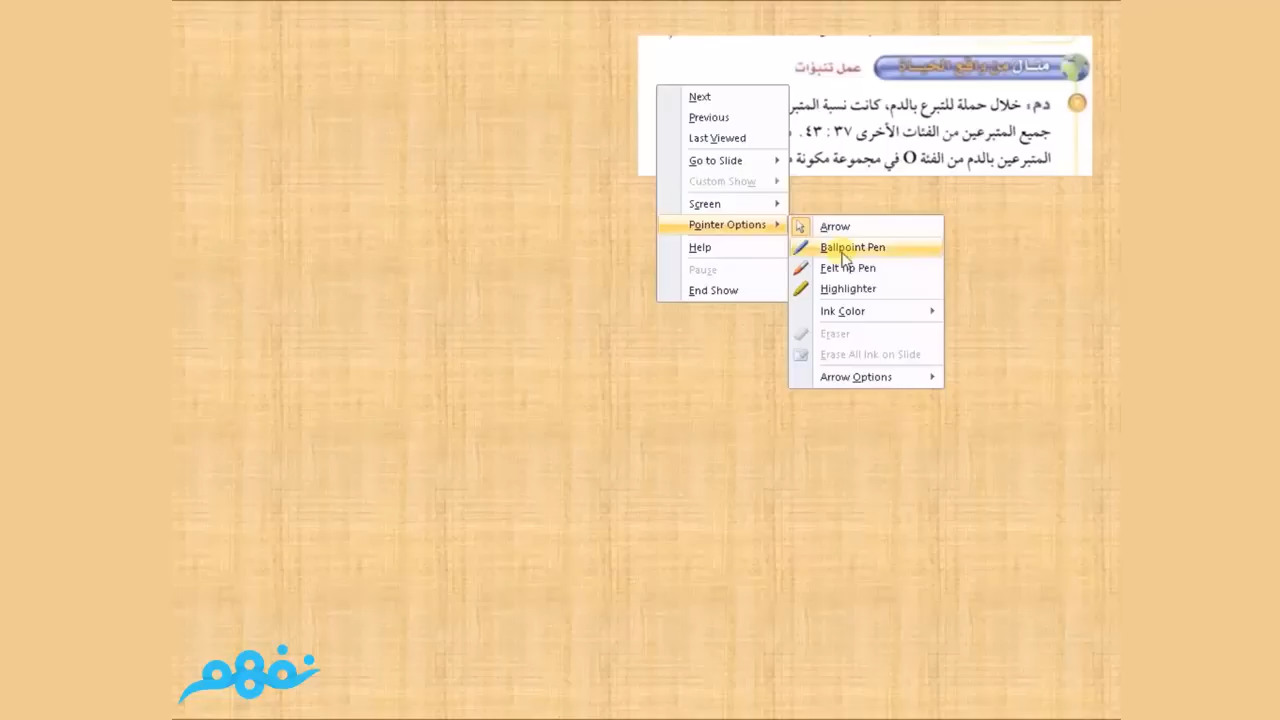 مثال من واقع الحياة
عمل تنبؤات
دم: خلال حملة للتبرع بالدم، كانت نسبة
جميع المتبرعين من الفئات الأخرى ٣٧ : ٤٣ .
المتبرعين بالدم من الفئة O في مجموعة مكونة
Next
Previous
Last Viewed
Go to Slide
Custom Show
Screen
Pointer Options
Help
Pause
End Show
Arrow
Ballpoint Pen
Felt Tip Pen
Highlighter
Ink Color
Eraser
Erase All Ink on Slide
Arrow Options
نفهم